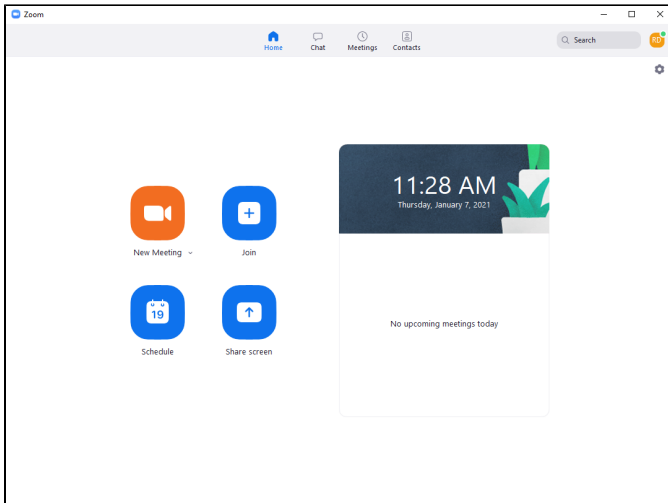 Zoom
Home Chat Meetings Contacts
Search
RD
11:28 AM
Thursday, January 7, 2021
New Meeting
Join
19
Schedule
Share screen
No upcoming meetings today